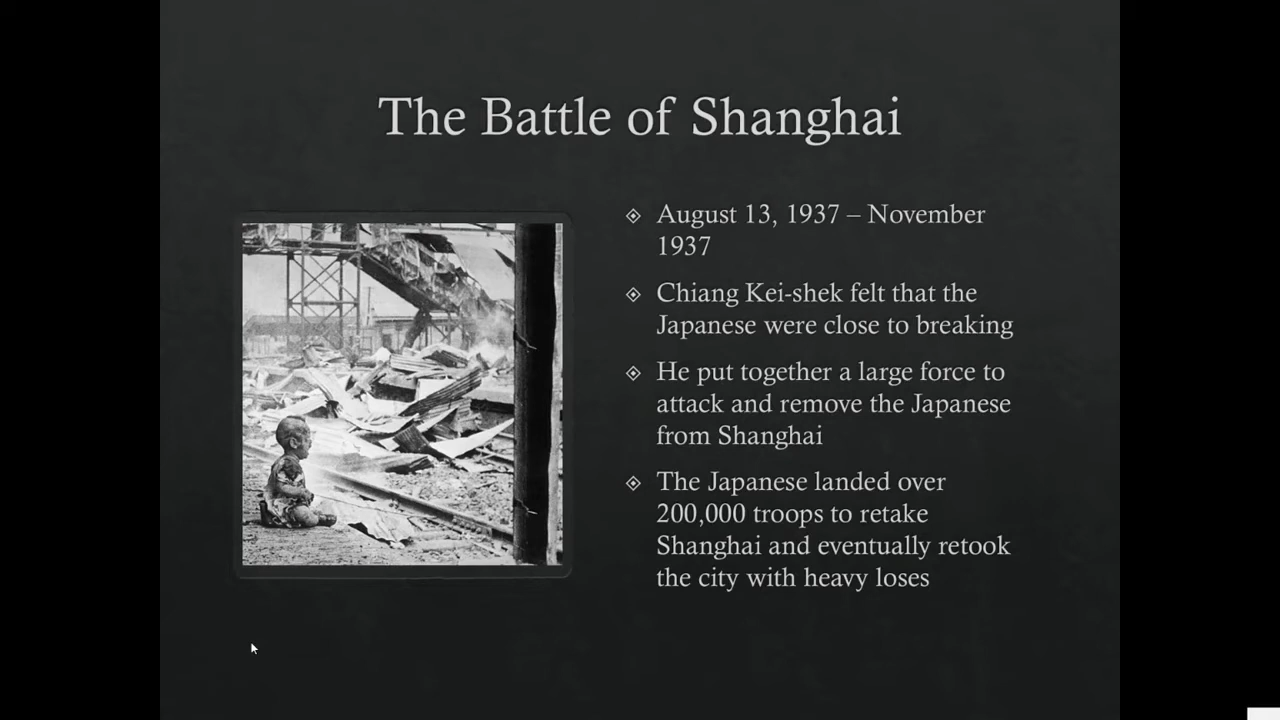 The Battle of Shanghai
August 13, 1937 – November
1937
Chiang Kei-shek felt that the
Japanese were close to breaking
He put together a large force to
attack and remove the Japanese
from Shanghai
The Japanese landed over
200,000 troops to retake
Shanghai and eventually retook
the city with heavy loses